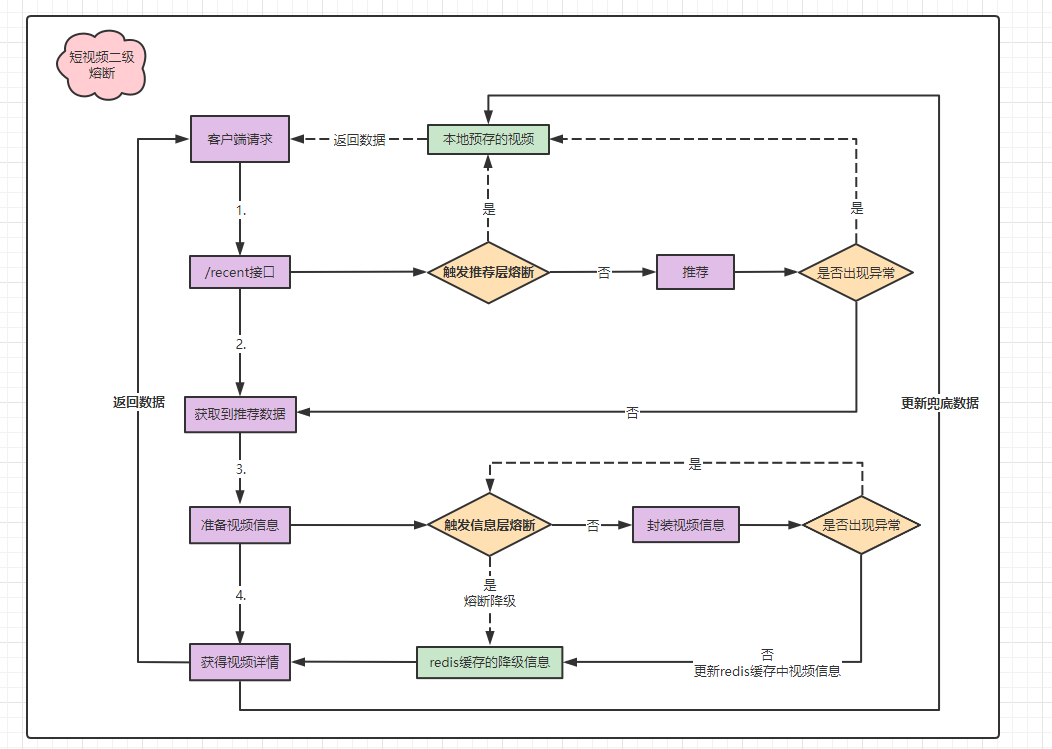 短视频二级
熔断
客户端请求
返回数据
本地预存的视频
1.
是
是
/recent接口
触发推荐层熔断
否
推荐
是否出现异常
2.
返回数据
更新兜底数据
获取到推荐数据
否
3.
是
准备视频信息
触发信息层熔断
否
封装视频信息
是否出现异常
4.
是
熔断降级
获得视频详情
redis缓存的降级信息
否
更新redis缓存中视频信息